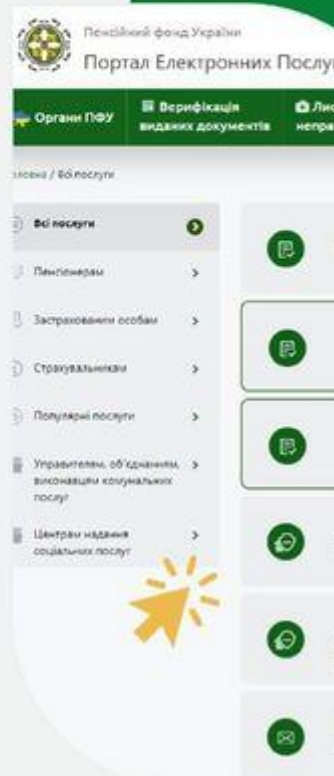 Пенсійний фонд України
Портал Електронних Послу
Органи ПФУ
Верифікація
виданих документів
Лис
непра
/ Всі послуги
Всі послуги
Пенсіонерам
Застрахованим особам
Страхувальникам
Популярні послуги
Управителям, об'єднанням,
виконавцям комунальних
послуг
Центрам надання
соціальних послуг